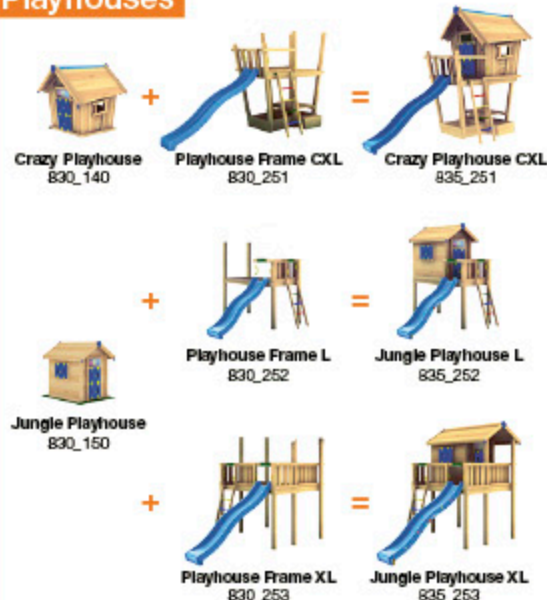 Playhouses
+
=
Crazy Playhouse
830_140
Playhouse Frame CXL
830_251
Crazy Playhouse CXL
835_251
+
=
Playhouse Frame L
830_252
Jungle Playhouse L
835_252
Jungle Playhouse
830_150
+
=
Playhouse Frame XL
830_253
Jungle Playhouse XL
835_253